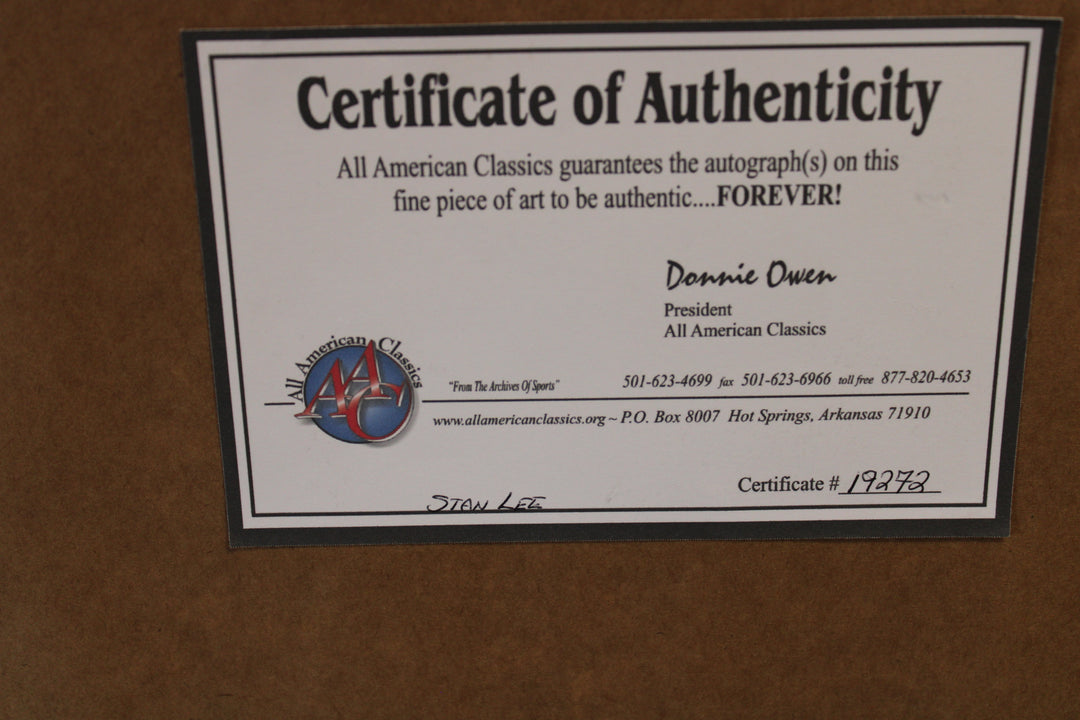 Certificate of Authenticity
All American Classics guarantees the autograph(s) on this
fine piece of art to be authentic....FOREVER!
Donnie Owen
President
All American Classics
All American Classics
AAC
"From The Archives Of Sports"
501-623-4699 fax 501-623-6966 toll free 877-820-4653
www.allamericanclassics.org ~ P.O. Box 8007 Hot Springs, Arkansas 71910
Certificate # 19272
STAN LEE